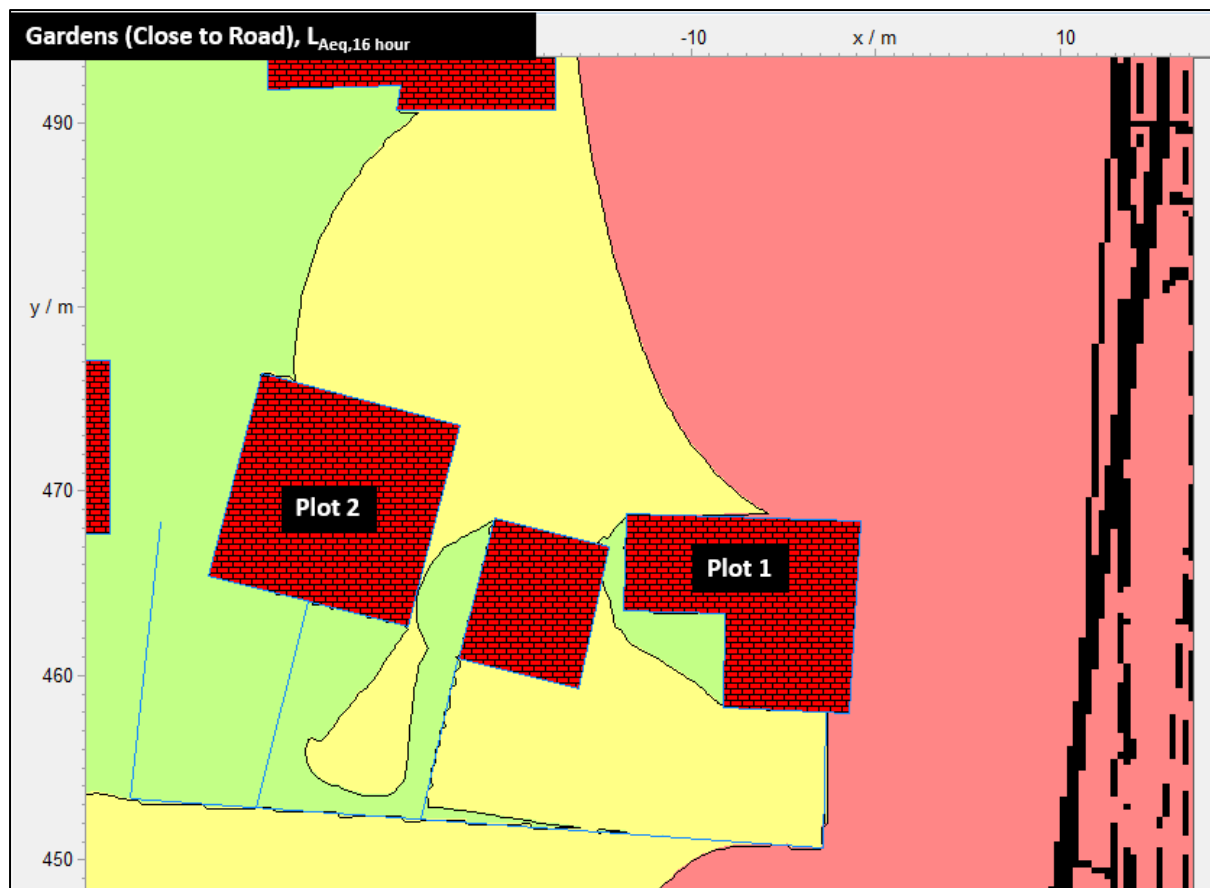 Gardens (Close to Road), LAeq,16 hour
-10 x / m 10
490
y / m
470
Plot 2
Plot 1
460
450